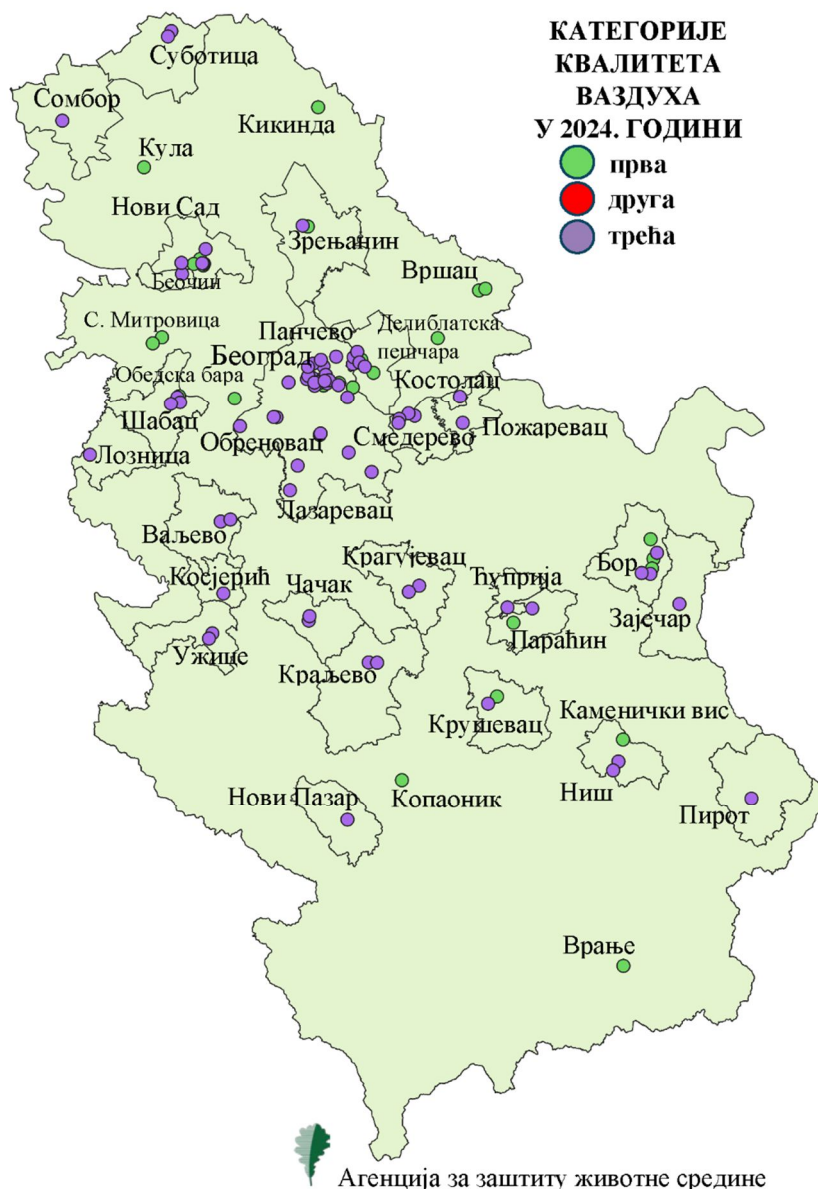 КАТЕГОРИЈЕ
КВАЛИТЕТА
ВАЗДУХА
У 2024. ГОДИНИ
прва
друга
трећа
Суботица
Сомбор
Кикинда
Кула
Нови Сад
Зрењанин
Беочин
Вршац
С. Митровица
Панчево
Делиблатска
пешчара
Београд
Обедска бара
Костолац
Шабац
Обреновац
Смедерево
Пожаревац
Лозница
Лазаревац
Ваљево
Крагујевац
Ћуприја
Бор
Косјерић
Чачак
Зајечар
Параћин
Ужице
Краљево
Крушевац
Каменички вис
Нови Пазар
Копаоник
Ниш
Пирот
Врање
Агенција за заштиту животне средине